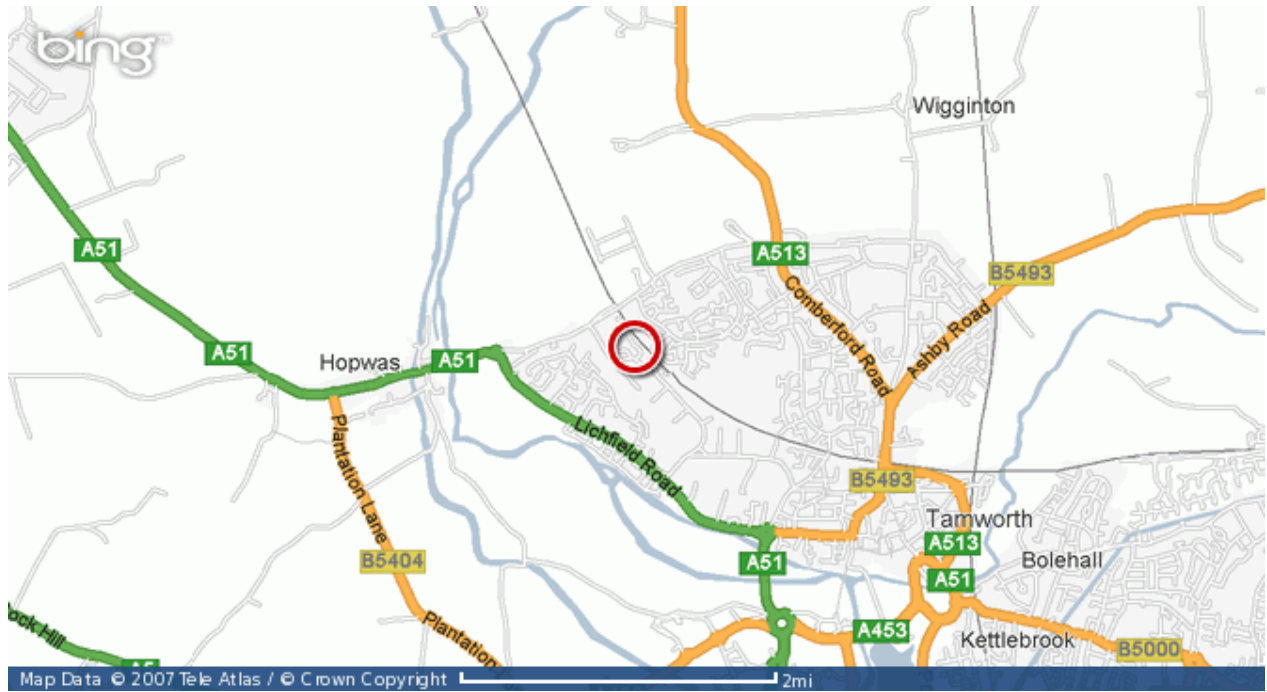 bing
Wigginton
A51
A513
B5493
Comberford Road
Ashby Road
A51
Hopwas
A51
Plantation Lane
Lichfield Road
B5493
Tamworth
A513
B5404
A51
A51
Bolehall
Plantation
A453
Kettlebrook
B5000
ock Hill
A5
Map Data © 2007 Tele Atlas / © Crown Copyright 2mi